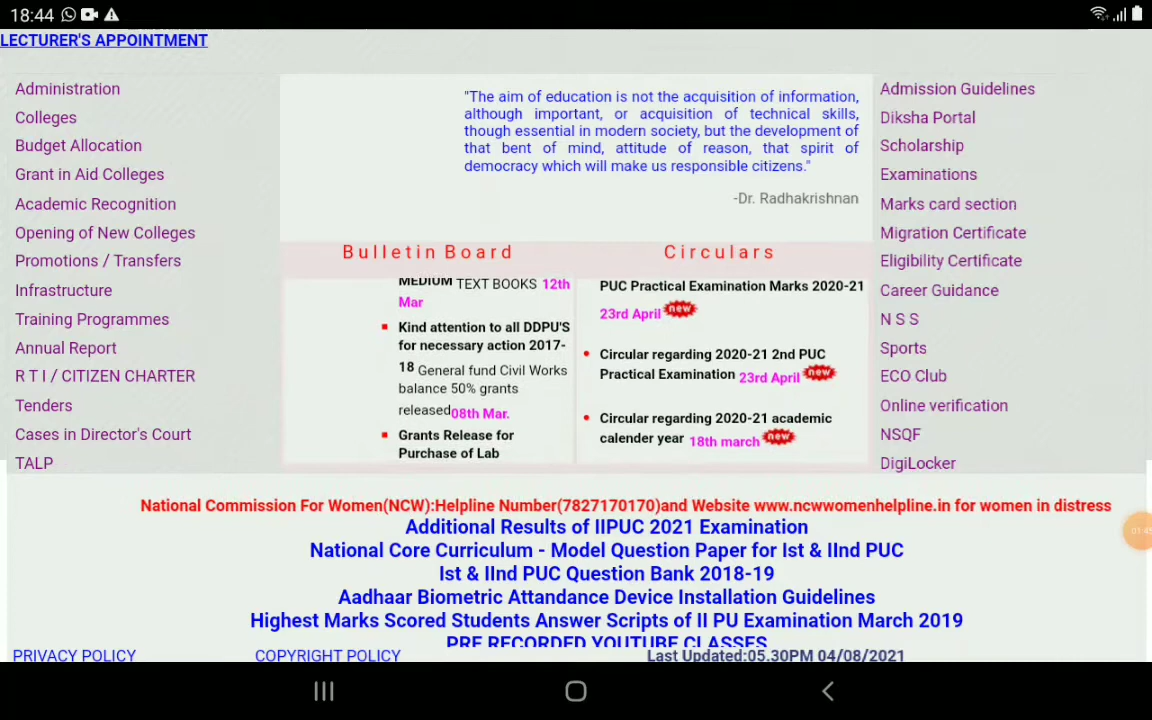 18:44
LECTURER'S APPOINTMENT
Administration
Colleges
Budget Allocation
Grant in Aid Colleges
Academic Recognition
Opening of New Colleges
Promotions / Transfers
Infrastructure
Training Programmes
Annual Report
R T I / CITIZEN CHARTER
Tenders
Cases in Director's Court
TALP
"The aim of education is not the acquisition of information,
although important, or acquisition of technical skills,
though essential in modern society, but the development of
that bent of mind, attitude of reason, that spirit of
democracy which will make us responsible citizens."
-Dr. Radhakrishnan
Bulletin Board
MEDIUM TEXT BOOKS 12th
Mar
Kind attention to all DDPU'S
for necessary action 2017-
18 General fund Civil Works
balance 50% grants
released08th Mar.
Grants Release for
Purchase of Lab
Circulars
PUC Practical Examination Marks 2020-21
23rd April new
Circular regarding 2020-21 2nd PUC
Practical Examination 23rd April new
Circular regarding 2020-21 academic
calender year 18th march new
Admission Guidelines
Diksha Portal
Scholarship
Examinations
Marks card section
Migration Certificate
Eligibility Certificate
Career Guidance
N S S
Sports
ECO Club
Online verification
NSQF
DigiLocker
National Commission For Women(NCW):Helpline Number(7827170170)and Website www.ncwwomenhelpline.in for women in distress
Additional Results of IIPUC 2021 Examination
National Core Curriculum - Model Question Paper for Ist & IInd PUC
Ist & IInd PUC Question Bank 2018-19
Aadhaar Biometric Attandance Device Installation Guidelines
Highest Marks Scored Students Answer Scripts of II PU Examination March 2019
PRE RECORDED YOUTUBE CLASSES
PRIVACY POLICY
COPYRIGHT POLICY
Last Updated:05.30PM 04/08/2021